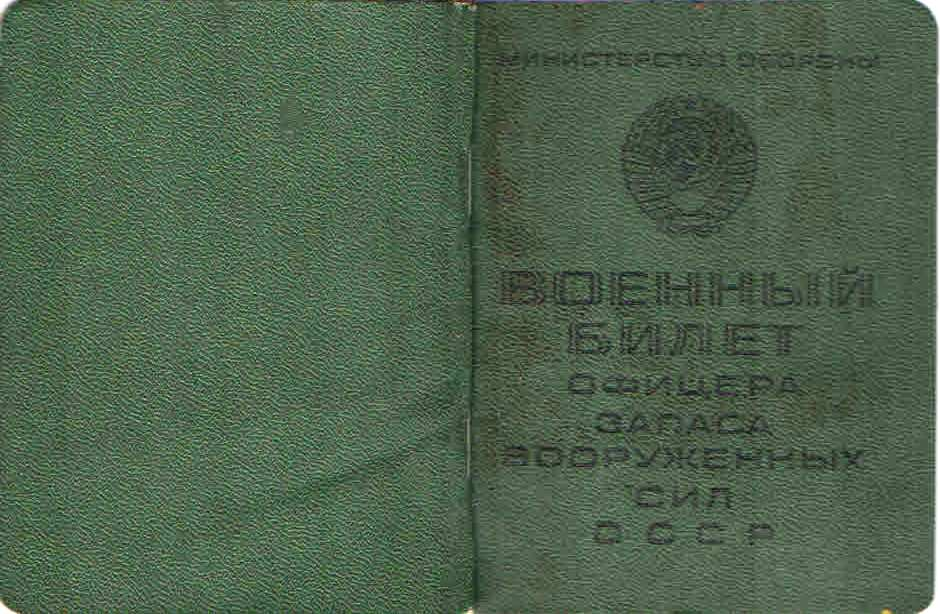 МИНИСТЕРСТВО ОБОРОНЫ
ВОЕННЫЙ
БИЛЕТ
ОФИЦЕРА
ЗАПАСА
ВООРУЖЕННЫХ
СИЛ
СССР